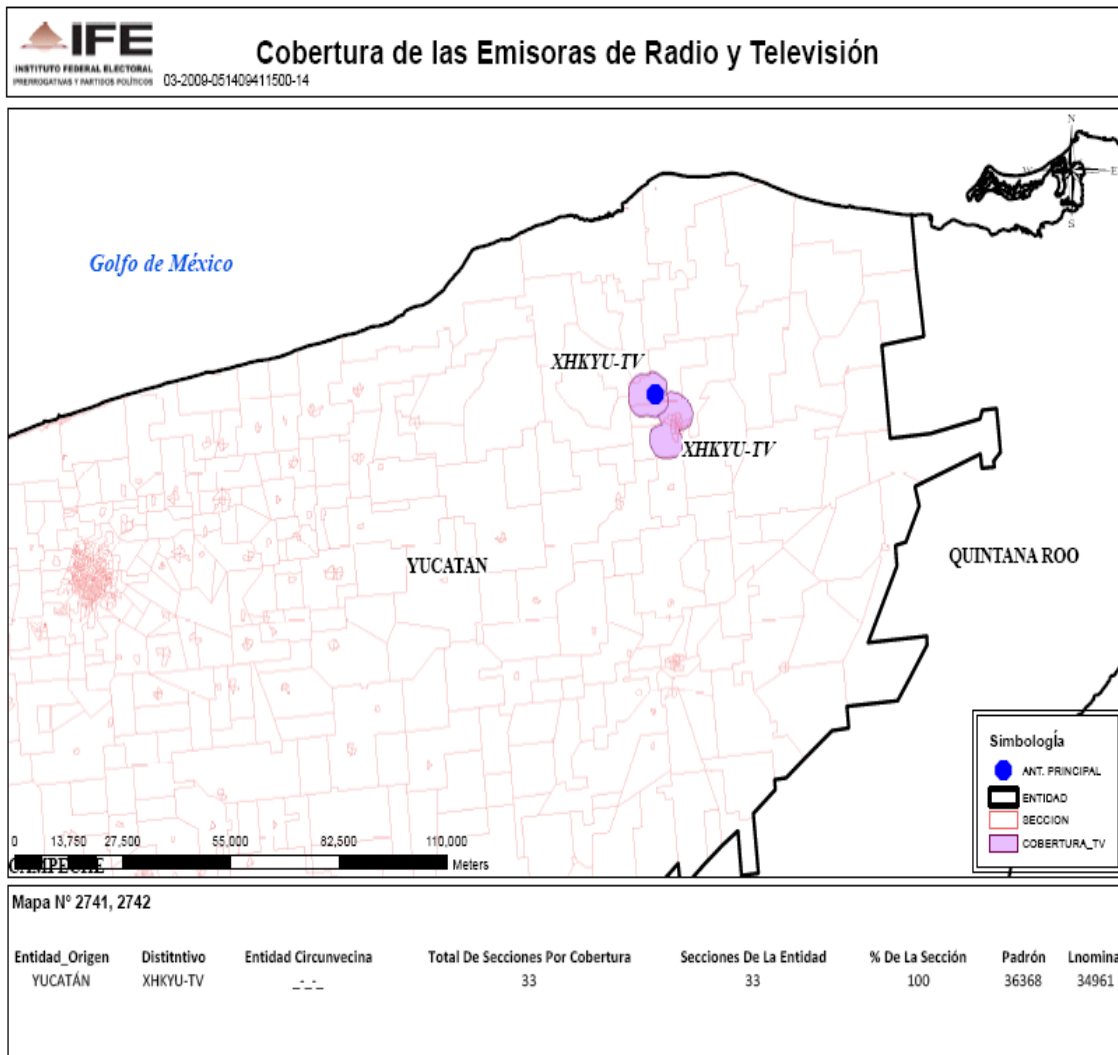 IFE
INSTITUTO FEDERAL ELECTORAL
PRERROGATIVAS Y PARTIDOS POLÍTICOS
03-2009-051409411500-14
Cobertura de las Emisoras de Radio y Televisión
N
W
E
S
Golfo de México
XHKYU-TV
XHKYU-TV
YUCATAN
QUINTANA ROO
Simbología
ANT. PRINCIPAL
ENTIDAD
SECCION
COBERTURA_TV
0 13,750 27,500 55,000 82,500 110,000
Meters
CAMPECHE
Mapa N° 2741, 2742
Entidad_Origen Distitntivo Entidad Circunvecina Total De Secciones Por Cobertura Secciones De La Entidad % De La Sección Padrón Lnomina
YUCATÁN XHKYU-TV _-_-_ 33 33 100 36368 34961